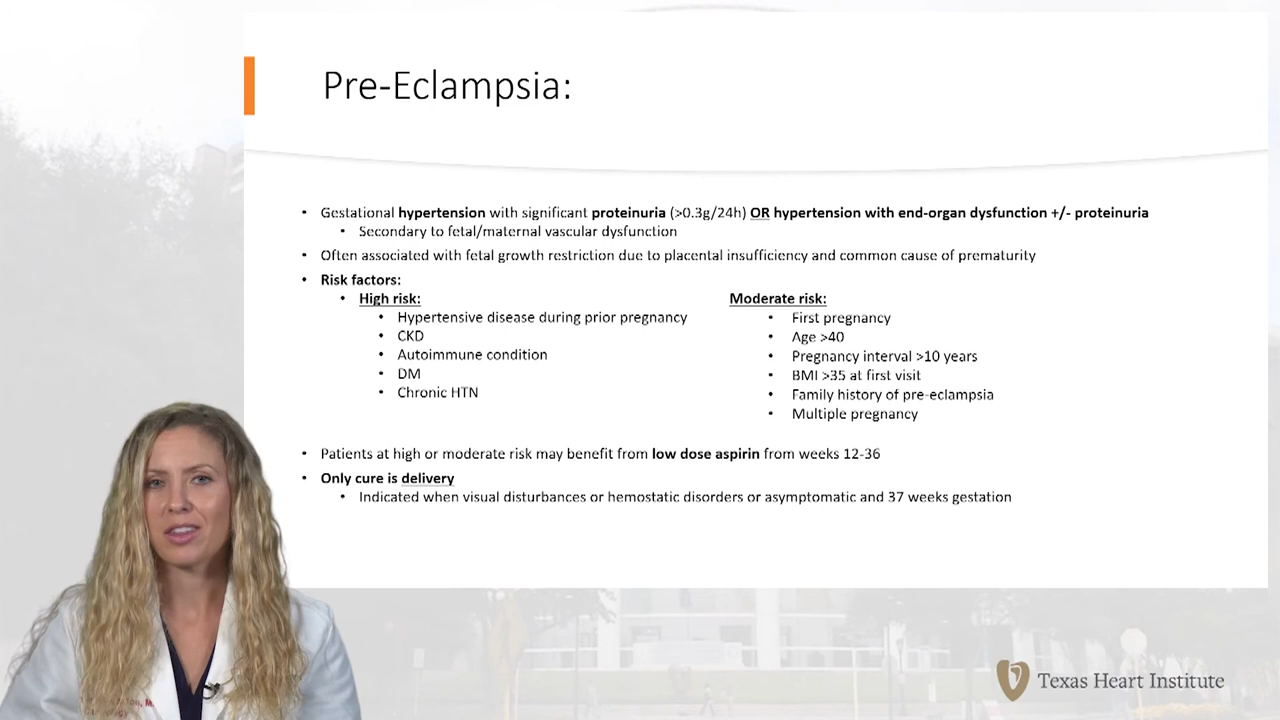 Pre-Eclampsia:
• Gestational hypertension with significant proteinuria (>0.3g/24h) OR hypertension with end-organ dysfunction +/- proteinuria
• Secondary to fetal/maternal vascular dysfunction
• Often associated with fetal growth restriction due to placental insufficiency and common cause of prematurity
• Risk factors:
• High risk:
• Hypertensive disease during prior pregnancy
• CKD
• Autoimmune condition
• DM
• Chronic HTN
Moderate risk:
• First pregnancy
• Age >40
• Pregnancy interval >10 years
• BMI >35 at first visit
• Family history of pre-eclampsia
• Multiple pregnancy
• Patients at high or moderate risk may benefit from low dose aspirin from weeks 12-36
• Only cure is delivery
• Indicated when visual disturbances or hemostatic disorders or asymptomatic and 37 weeks gestation
Texas Heart Institute